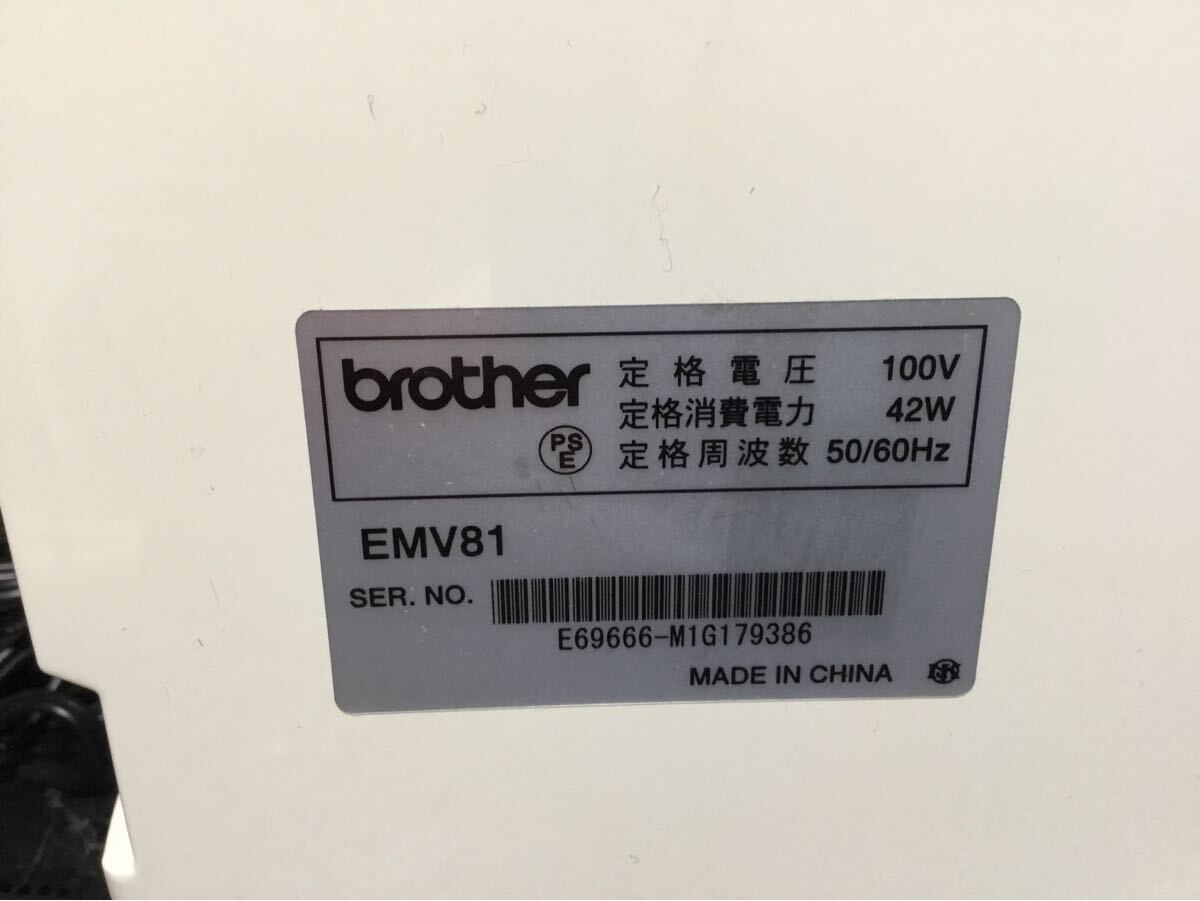 brother
定格電圧 100V
定格消費電力 42W
PSE
定格周波数 50/60Hz
EMV81
SER. NO.
E69666-M1G179386
MADE IN CHINA